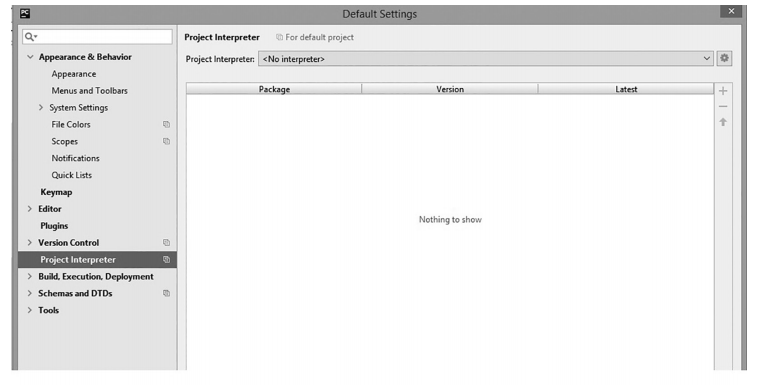 PC
Default Settings
Project Interpreter
For default project
Appearance & Behavior
Project Interpreter: <No interpreter>
Appearance
Package
Version
Latest
Menus and Toolbars
System Settings
File Colors
Scopes
Notifications
Quick Lists
Keymap
Editor
Nothing to show
Plugins
Version Control
Project Interpreter
Build, Execution, Deployment
Schemas and DTDs
Tools